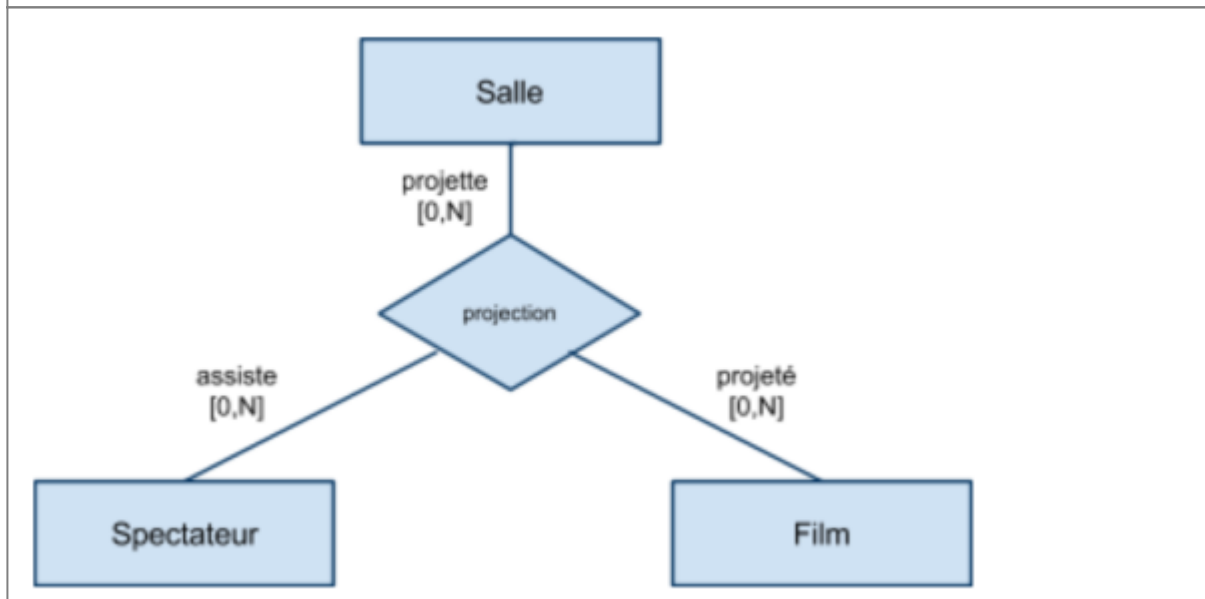 Salle
projette
[0,N]
projection
assiste
[0,N]
projeté
[0,N]
Spectateur
Film